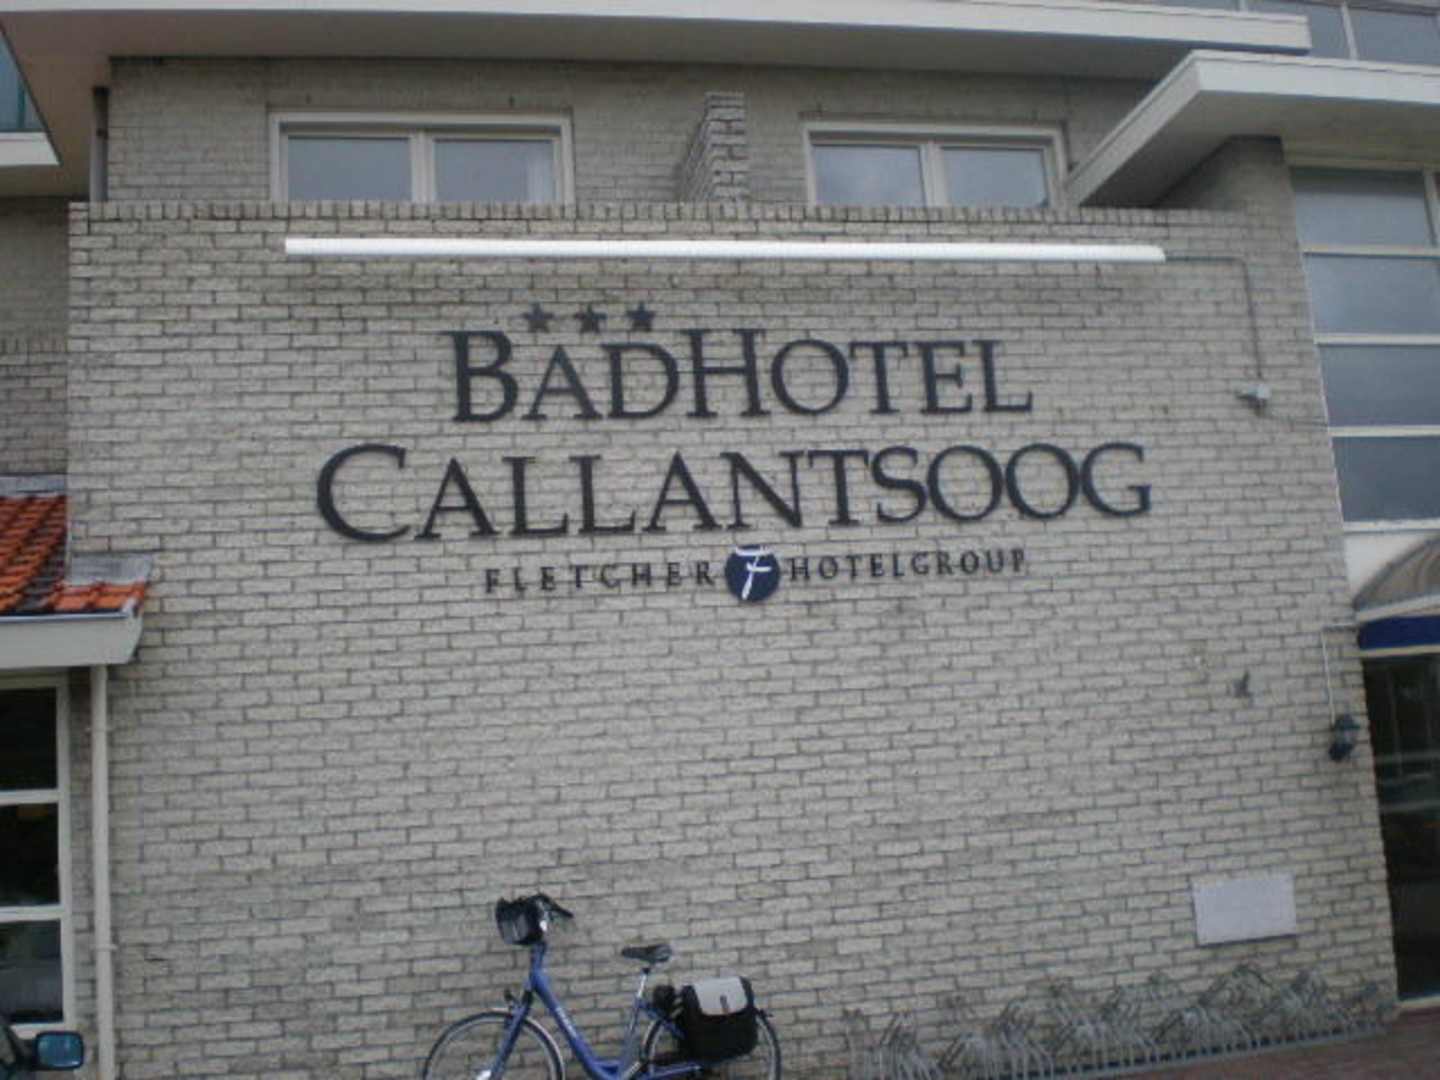 ★★★
BADHOTEL
CALLANTSOOG
FLETCHER F HOTELGROUP